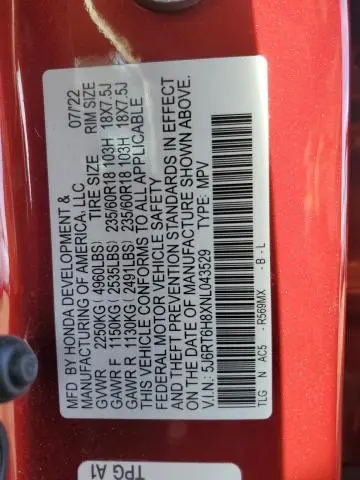 MFD BY HONDA DEVELOPMENT &
MANUFACTURING OF AMERICA, LLC. 07/'22
TIRE SIZE RIM SIZE
GVWR 2250KG ( 4960LBS)
GAWR F 1150KG ( 2535LBS) 235/60R18 103H 18X7.5J
GAWR R 1130KG ( 2491LBS) 235/60R18 103H 18X7.5J
THIS VEHICLE CONFORMS TO ALL APPLICABLE
FEDERAL MOTOR VEHICLE SAFETY
AND THEFT PREVENTION STANDARDS IN EFFECT
ON THE DATE OF MANUFACTURE SHOWN ABOVE.
V.I.N.: 5J6RT6H8XNL043529 TYPE: MPV
TLG N AC5 - R569MX - B - L
TPG A1